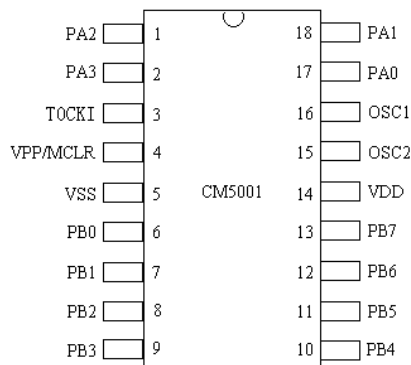 PA2 1 18 PA1
PA3 2 17 PA0
T0CKI 3 16 OSC1
VPP/MCLR 4 15 OSC2
VSS 5 CM5001 14 VDD
PB0 6 13 PB7
PB1 7 12 PB6
PB2 8 11 PB5
PB3 9 10 PB4